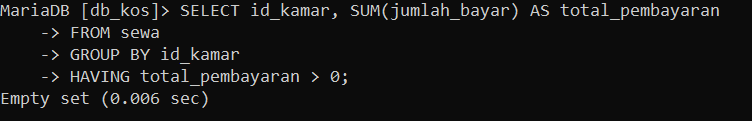 MariaDB [db_kos]> SELECT id_kamar, SUM(jumlah_bayar) AS total_pembayaran
    -> FROM sewa
    -> GROUP BY id_kamar
    -> HAVING total_pembayaran > 0;
Empty set (0.006 sec)